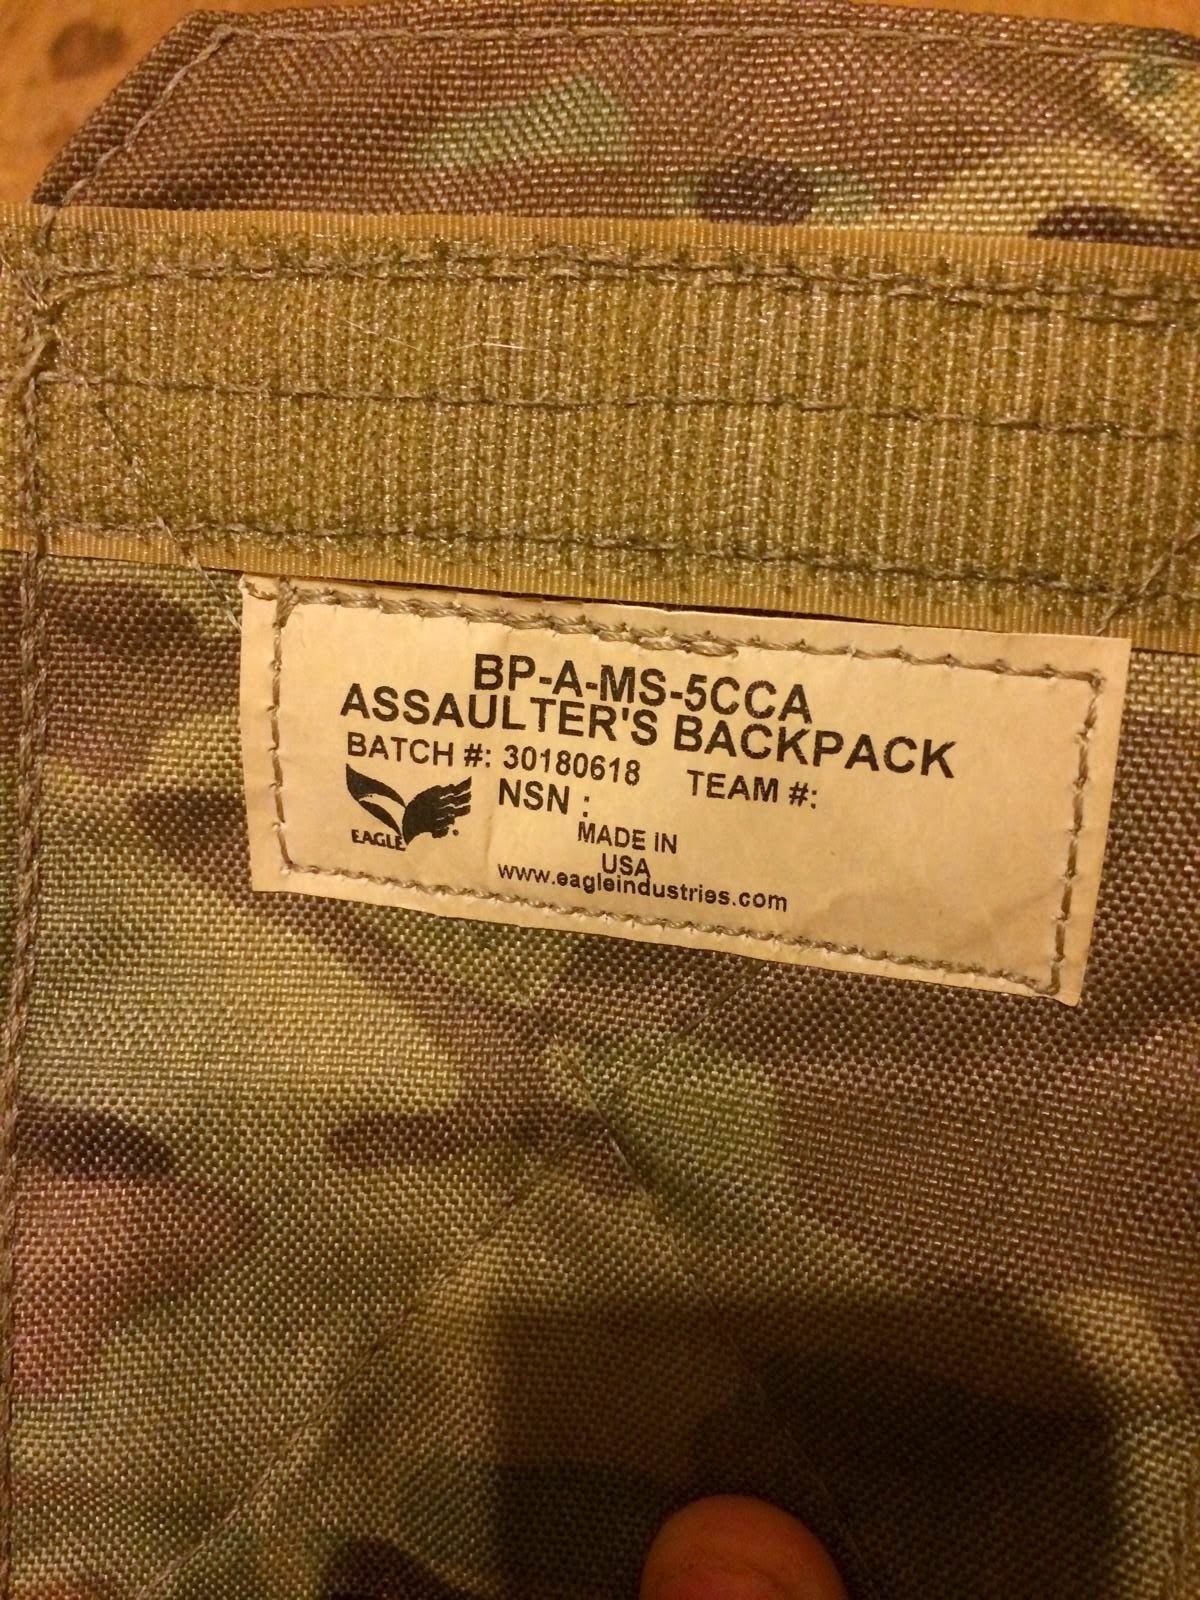 BP-A-MS-5CCA
ASSAULTER'S BACKPACK
BATCH #: 30180618 TEAM #:
NSN :
EAGLE
MADE IN
USA
www.eagleindustries.com